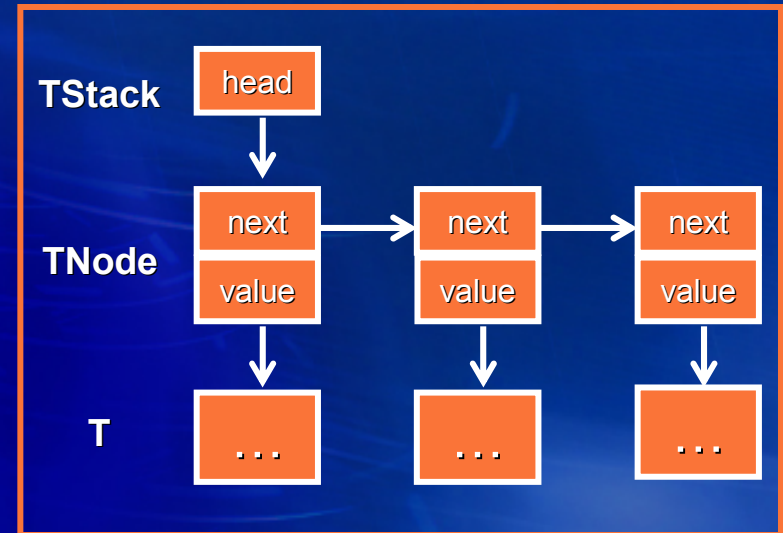 TStack head
next next next
TNode
value value value
T ... ... ...